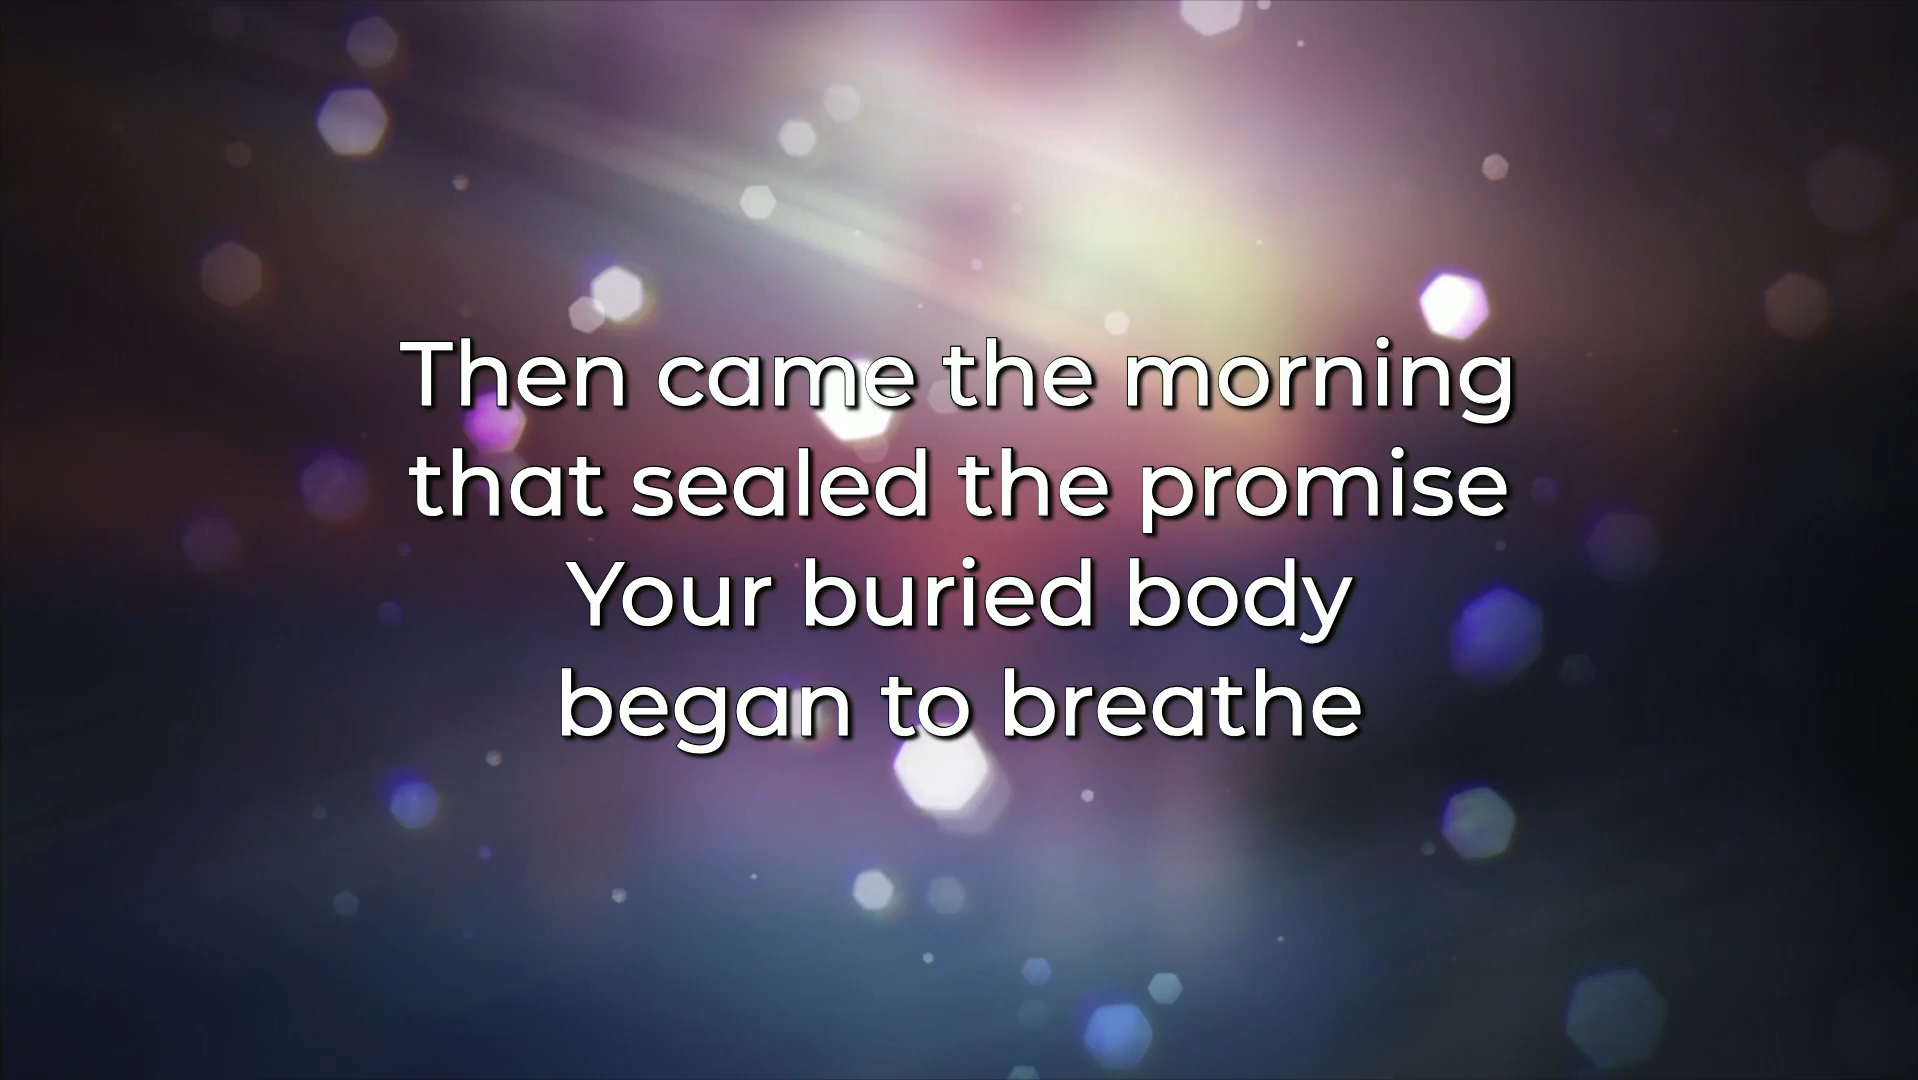 Then came the morning
that sealed the promise
Your buried body
began to breathe